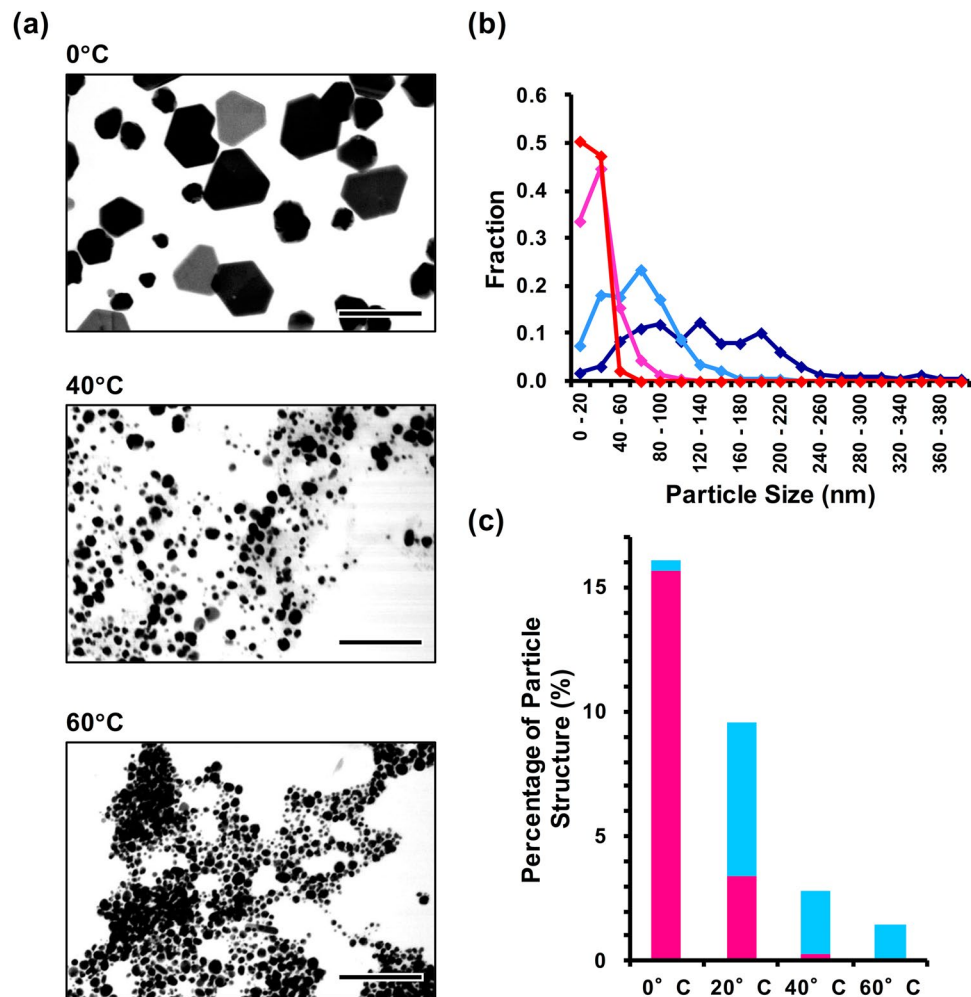 (a)
0°C
40°C
60°C
(b)
0.6
0.5
0.4
0.3
0.2
0.1
0.0
Fraction
0 - 20
40 - 60
80 - 100
120 - 140
160 - 180
200 - 220
240 - 260
280 - 300
320 - 340
360 - 380
Particle Size (nm)
(c)
15
10
5
0
Percentage of Particle
Structure (%)
0° C 20° C 40° C 60° C